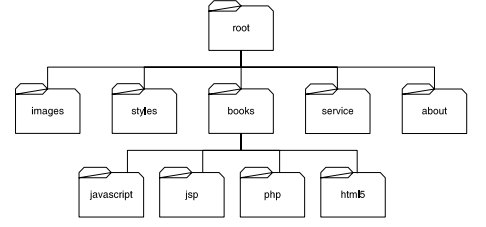 root
images
styles
books
service
about
javascript
jsp
php
html5